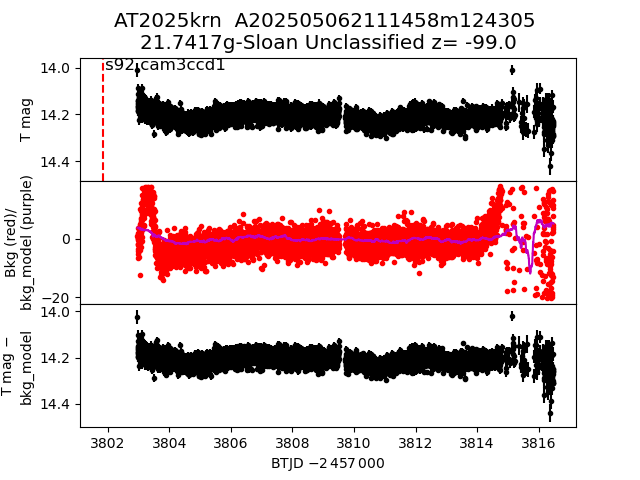 AT2025krn  A202505062111458m124305
21.7417g-Sloan Unclassified z= -99.0
s92 cam3ccd1
14.0
14.2
14.4
T mag
0
−20
Bkg (red)/
bkg_model (purple)
14.0
14.2
14.4
T mag −
bkg_model
3802 3804 3806 3808 3810 3812 3814 3816
BTJD −2 457 000